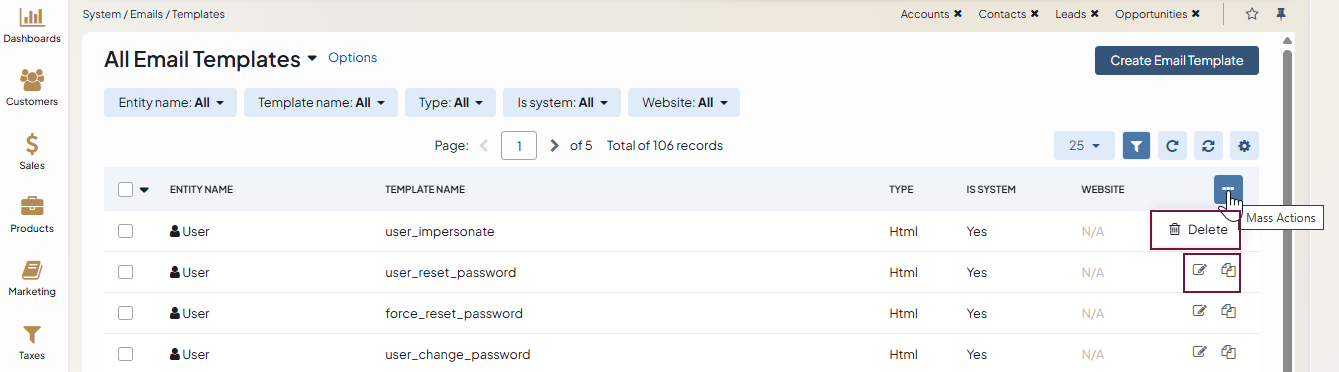 System / Emails / Templates
Accounts ✖ Contacts ✖ Leads ✖ Opportunities ✖
Dashboards
Customers
Sales
Products
Marketing
Taxes
All Email Templates Options
Create Email Template
Entity name: All Template name: All Type: All Is system: All Website: All
Page: 1 of 5 Total of 106 records
25
ENTITY NAME TEMPLATE NAME TYPE IS SYSTEM WEBSITE
Mass Actions
User user_impersonate Html Yes N/A
Delete
User user_reset_password Html Yes N/A
User force_reset_password Html Yes N/A
User user_change_password Html Yes N/A